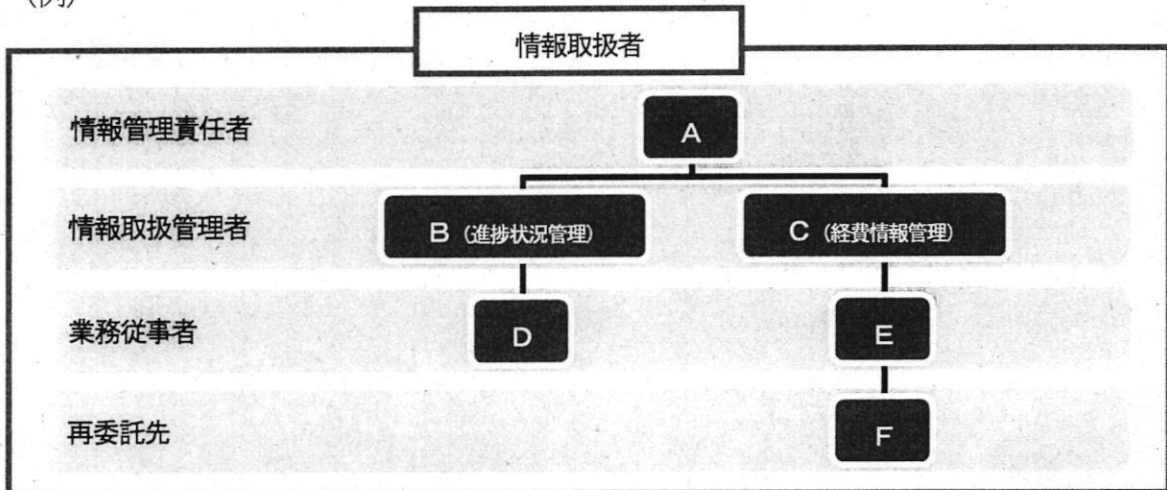 （例）
情報取扱者
情報管理責任者
A
情報取扱管理者
B（進捗状況管理）
C（経費情報管理）
業務従事者
D
E
再委託先
F